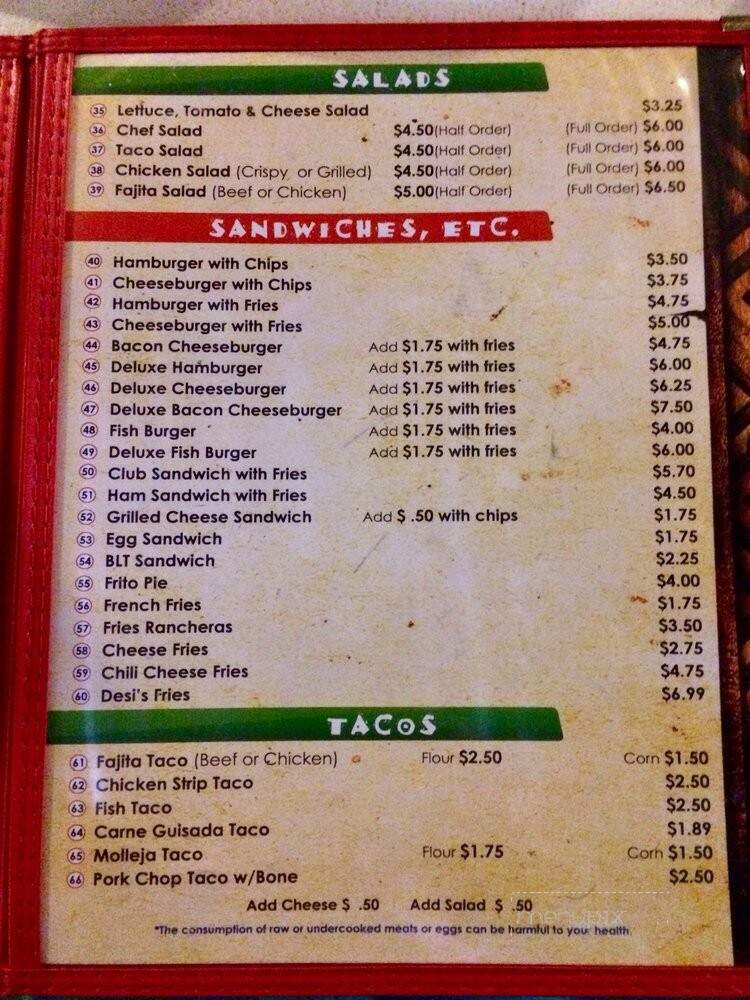 SALADS
35 Lettuce, Tomato & Cheese Salad $3.25
36 Chef Salad $4.50(Half Order) (Full Order) $6.00
37 Taco Salad $4.50(Half Order) (Full Order) $6.00
38 Chicken Salad (Crispy or Grilled) $4.50(Half Order) (Full Order) $6.00
39 Fajita Salad (Beef or Chicken) $5.00(Half Order) (Full Order) $6.50
SANDWICHES, ETC.
40 Hamburger with Chips $3.50
41 Cheeseburger with Chips $3.75
42 Hamburger with Fries $4.75
43 Cheeseburger with Fries $5.00
44 Bacon Cheeseburger Add $1.75 with fries $4.75
45 Deluxe Hamburger Add $1.75 with fries $6.00
46 Deluxe Cheeseburger Add $1.75 with fries $6.25
47 Deluxe Bacon Cheeseburger Add $1.75 with fries $7.50
48 Fish Burger Add $1.75 with fries $4.00
49 Deluxe Fish Burger Add $1.75 with fries $6.00
50 Club Sandwich with Fries $5.70
51 Ham Sandwich with Fries $4.50
52 Grilled Cheese Sandwich Add $ .50 with chips $1.75
53 Egg Sandwich $1.75
54 BLT Sandwich $2.25
55 Frito Pie $4.00
56 French Fries $1.75
57 Fries Rancheras $3.50
58 Cheese Fries $2.75
59 Chili Cheese Fries $4.75
60 Desi's Fries $6.99
TACOS
61 Fajita Taco (Beef or Chicken) Flour $2.50 Corn $1.50
62 Chicken Strip Taco $2.50
63 Fish Taco $2.50
64 Carne Guisada Taco $1.89
65 Molleja Taco Flour $1.75 Corn $1.50
66 Pork Chop Taco w/Bone $2.50
Add Cheese $ .50 Add Salad $ .50
*The consumption of raw or undercooked meats or eggs can be harmful to your health.